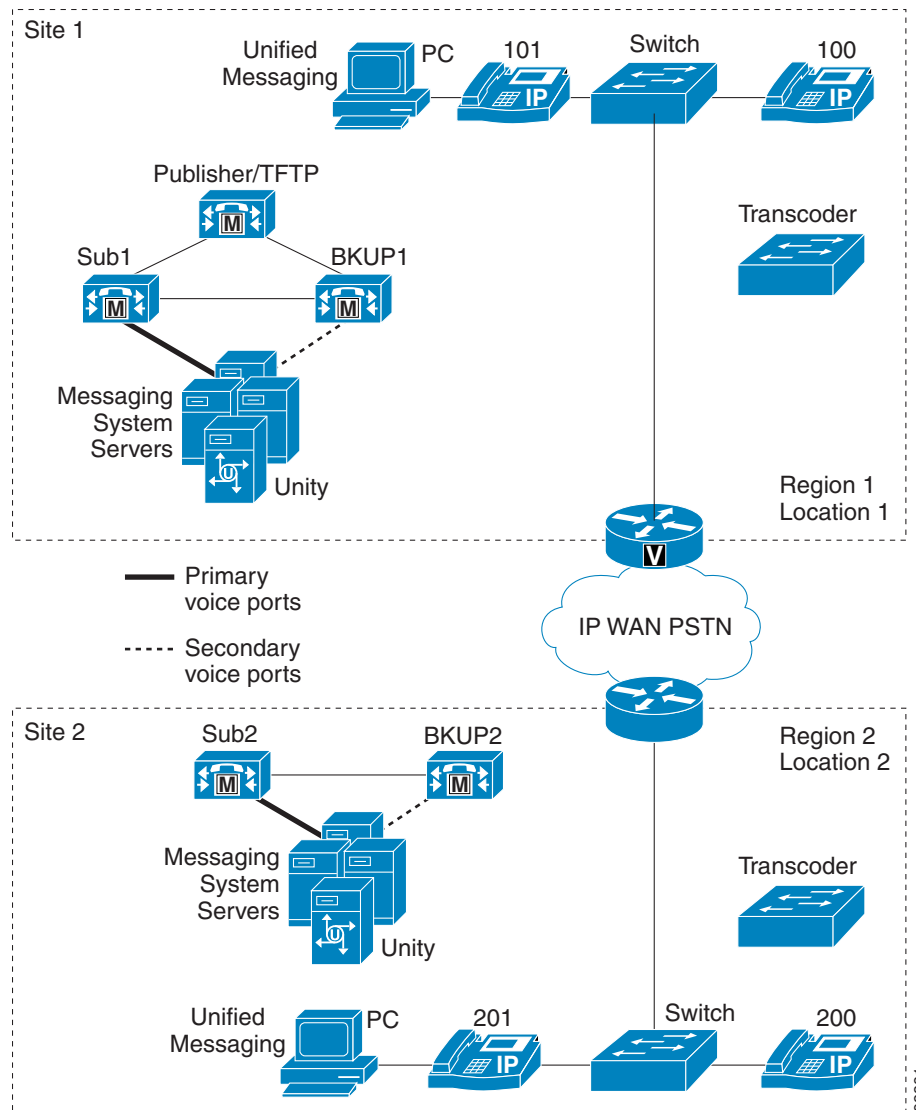 Site 1
Unified
Messaging
PC
101
Switch
100
IP
IP
Publisher/TFTP
M
Sub1
BKUP1
M
M
Transcoder
Messaging
System
Servers
U
Unity
Region 1
Location 1
V
Primary
voice ports
Secondary
voice ports
IP WAN PSTN
Site 2
Sub2
BKUP2
M
M
Region 2
Location 2
Messaging
System
Servers
U
Unity
Transcoder
Unified
Messaging
PC
201
Switch
200
IP
IP